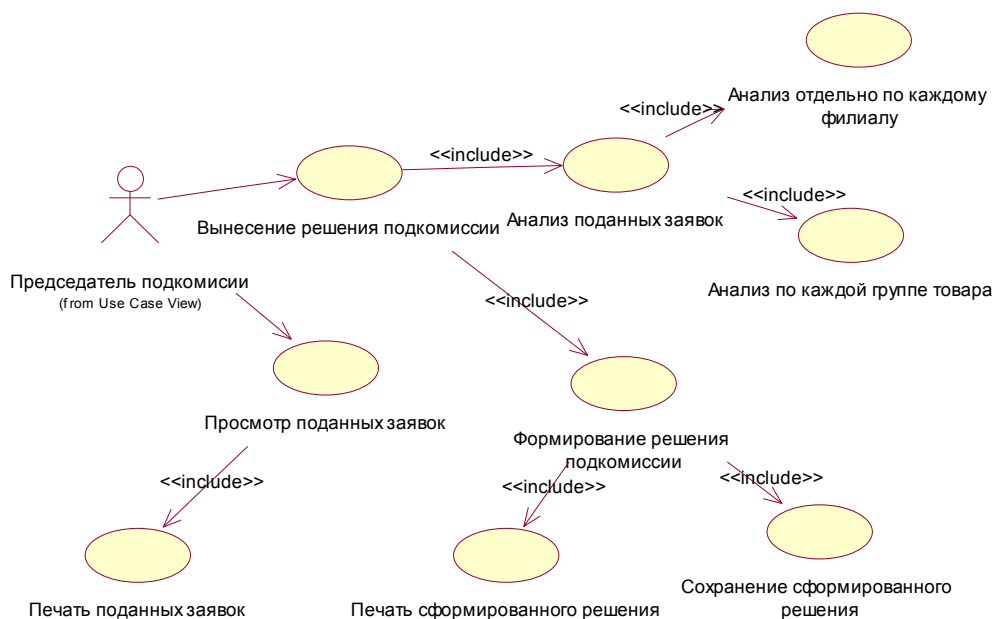 Анализ отдельно по каждому
филиалу
<<include>>
<<include>>
<<include>>
Вынесение решения подкомиссии
Анализ поданных заявок
Председатель подкомисии
(from Use Case View)
Анализ по каждой группе товара
<<include>>
Просмотр поданных заявок
Формирование решения
подкомиссии
<<include>>
<<include>>
<<include>>
Печать поданных заявок
Печать сформированного решения
Сохранение сформированного
решения